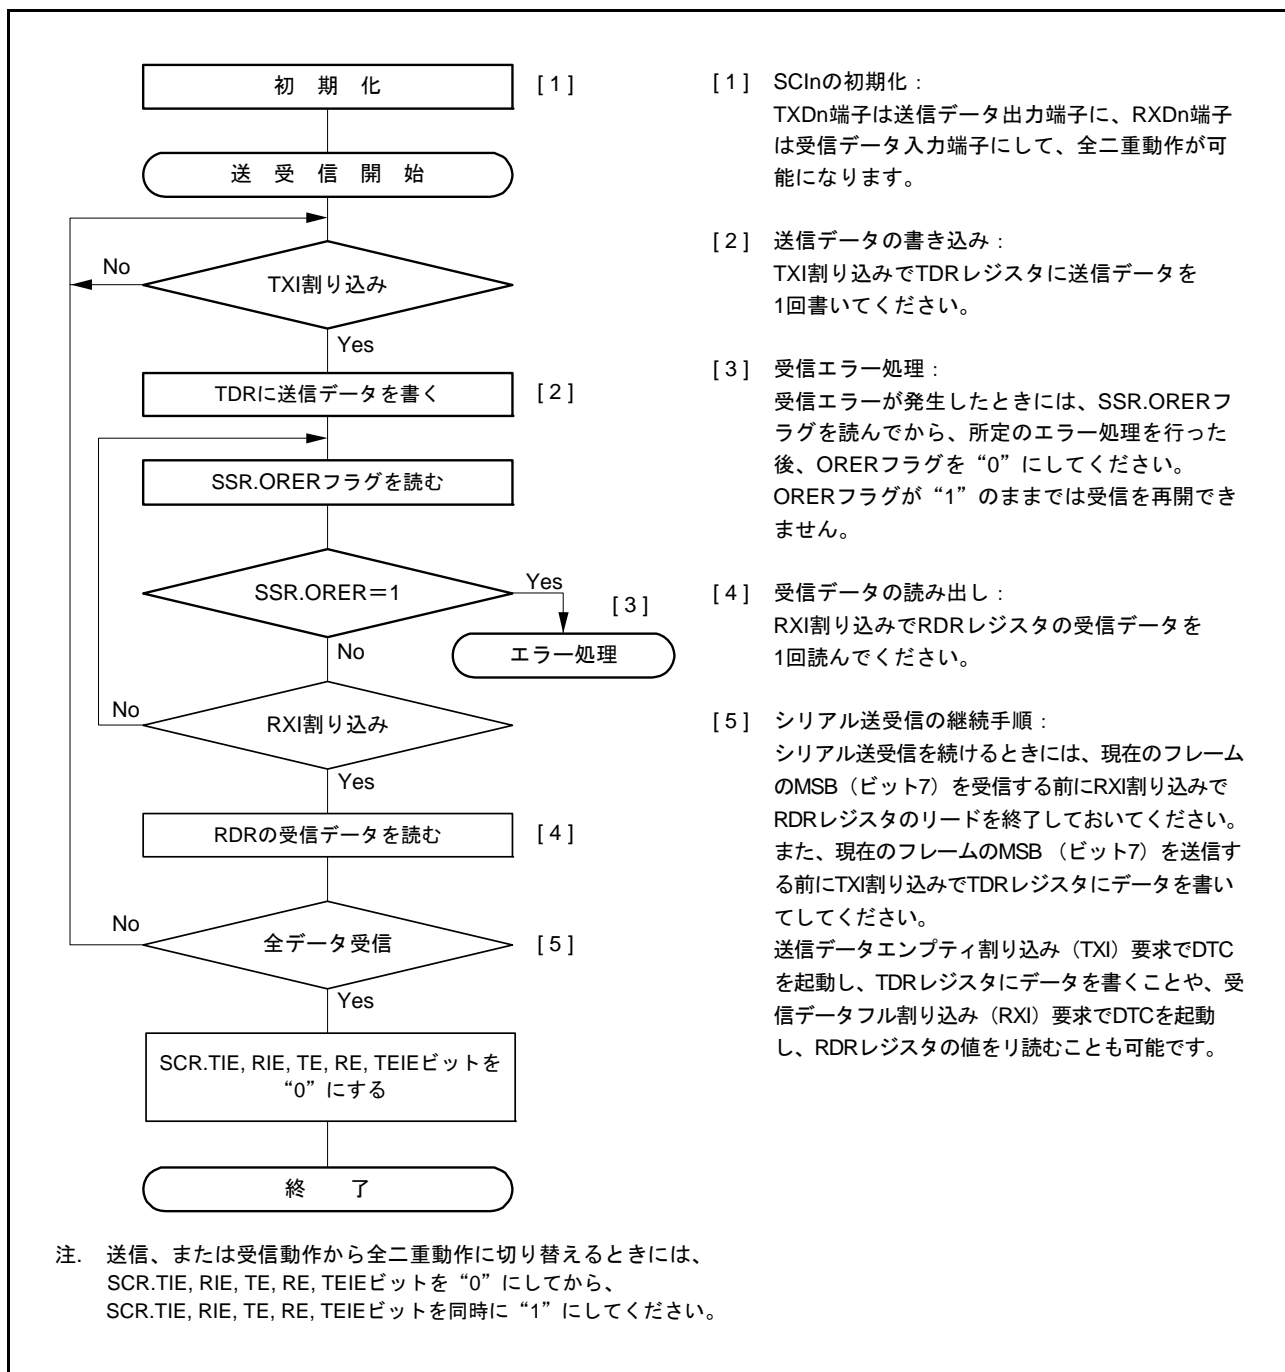 初 期 化
[ 1 ]
送 受 信 開 始
No
TXI割り込み
Yes
TDRに送信データを書く
[ 2 ]
SSR.ORERフラグを読む
SSR.ORER＝1
Yes
[ 3 ]
エラー処理
No
No
RXI割り込み
Yes
RDRの受信データを読む
[ 4 ]
No
全データ受信
[ 5 ]
Yes
SCR.TIE, RIE, TE, RE, TEIEビットを
“0”にする
終 了
[ 1 ] SCInの初期化：
TXDn端子は送信データ出力端子に、RXDn端子
は受信データ入力端子にして、全二重動作が可
能になります。
[ 2 ] 送信データの書き込み：
TXI割り込みでTDRレジスタに送信データを
1回書いてください。
[ 3 ] 受信エラー処理：
受信エラーが発生したときには、SSR.ORERフ
ラグを読んでから、所定のエラー処理を行った
後、ORERフラグを“0”にしてください。
ORERフラグが“1”のままでは受信を再開でき
ません。
[ 4 ] 受信データの読み出し：
RXI割り込みでRDRレジスタの受信データを
1回読んでください。
[ 5 ] シリアル送受信の継続手順：
シリアル送受信を続けるときには、現在のフレーム
のMSB（ビット7）を受信する前にRXI割り込みで
RDRレジスタのリードを終了しておいてください。
また、現在のフレームのMSB （ビット7）を送信す
る前にTXI割り込みでTDRレジスタにデータを書い
てしてください。
送信データエンプティ割り込み（TXI）要求でDTC
を起動し、TDRレジスタにデータを書くことや、受
信データフル割り込み（RXI）要求でDTCを起動
し、RDRレジスタの値をリ読むことも可能です。
注. 送信、または受信動作から全二重動作に切り替えるときには、
SCR.TIE, RIE, TE, RE, TEIEビットを“0”にしてから、
SCR.TIE, RIE, TE, RE, TEIEビットを同時に“1”にしてください。